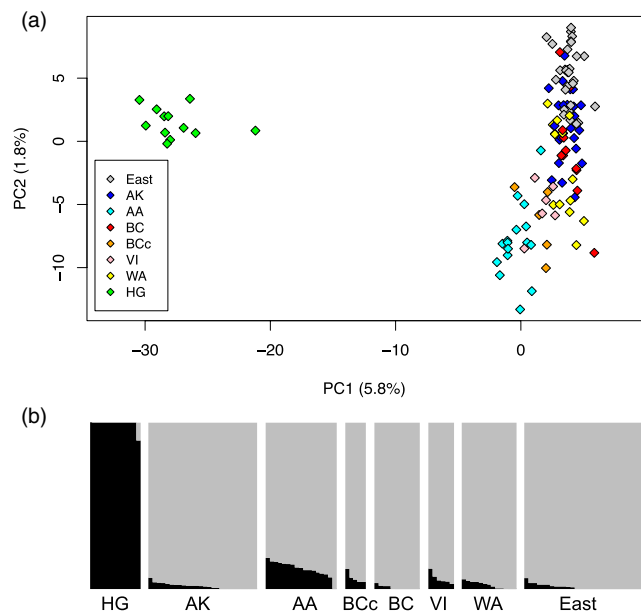 (a)
PC2 (1.8%)
5
0
−5
−10
East
AK
AA
BC
BCc
VI
WA
HG
−30
−20
−10
0
PC1 (5.8%)
(b)
HG AK AA BCc BC VI WA East